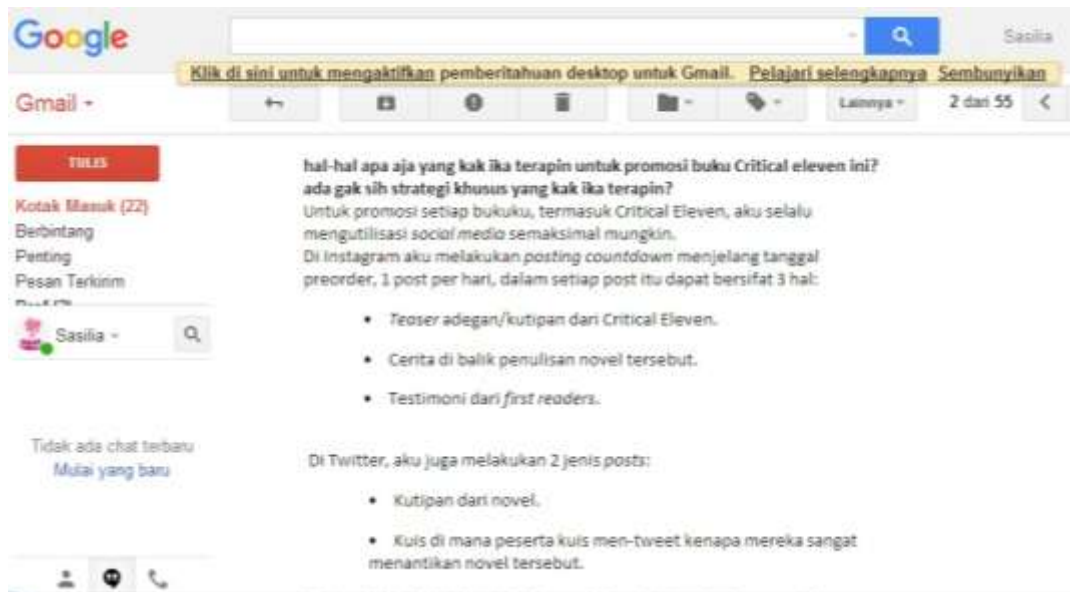 Google
Sasilia
Klik di sini untuk mengaktifkan pemberitahuan desktop untuk Gmail. Pelajari selengkapnya Sembunyikan
Gmail
Lainnya
2 dari 55
TULIS
Kotak Masuk (22)
Berbintang
Penting
Pesan Terkirim
Sasilia
Tidak ada chat terbaru
Mulai yang baru
hal-hal apa aja yang kak ika terapin untuk promosi buku Critical eleven ini?
ada gak sih strategi khusus yang kak ika terapin?
Untuk promosi setiap bukuku, termasuk Critical Eleven, aku selalu
mengutilisasi social media semaksimal mungkin.
Di Instagram aku melakukan posting countdown menjelang tanggal
preorder, 1 post per hari, dalam setiap post itu dapat bersifat 3 hal:
• Teaser adegan/kutipan dari Critical Eleven.
• Cerita di balik penulisan novel tersebut.
• Testimoni dari first readers.
Di Twitter, aku juga melakukan 2 jenis posts:
• Kutipan dari novel.
• Kuis di mana peserta kuis men-tweet kenapa mereka sangat
menantikan novel tersebut.